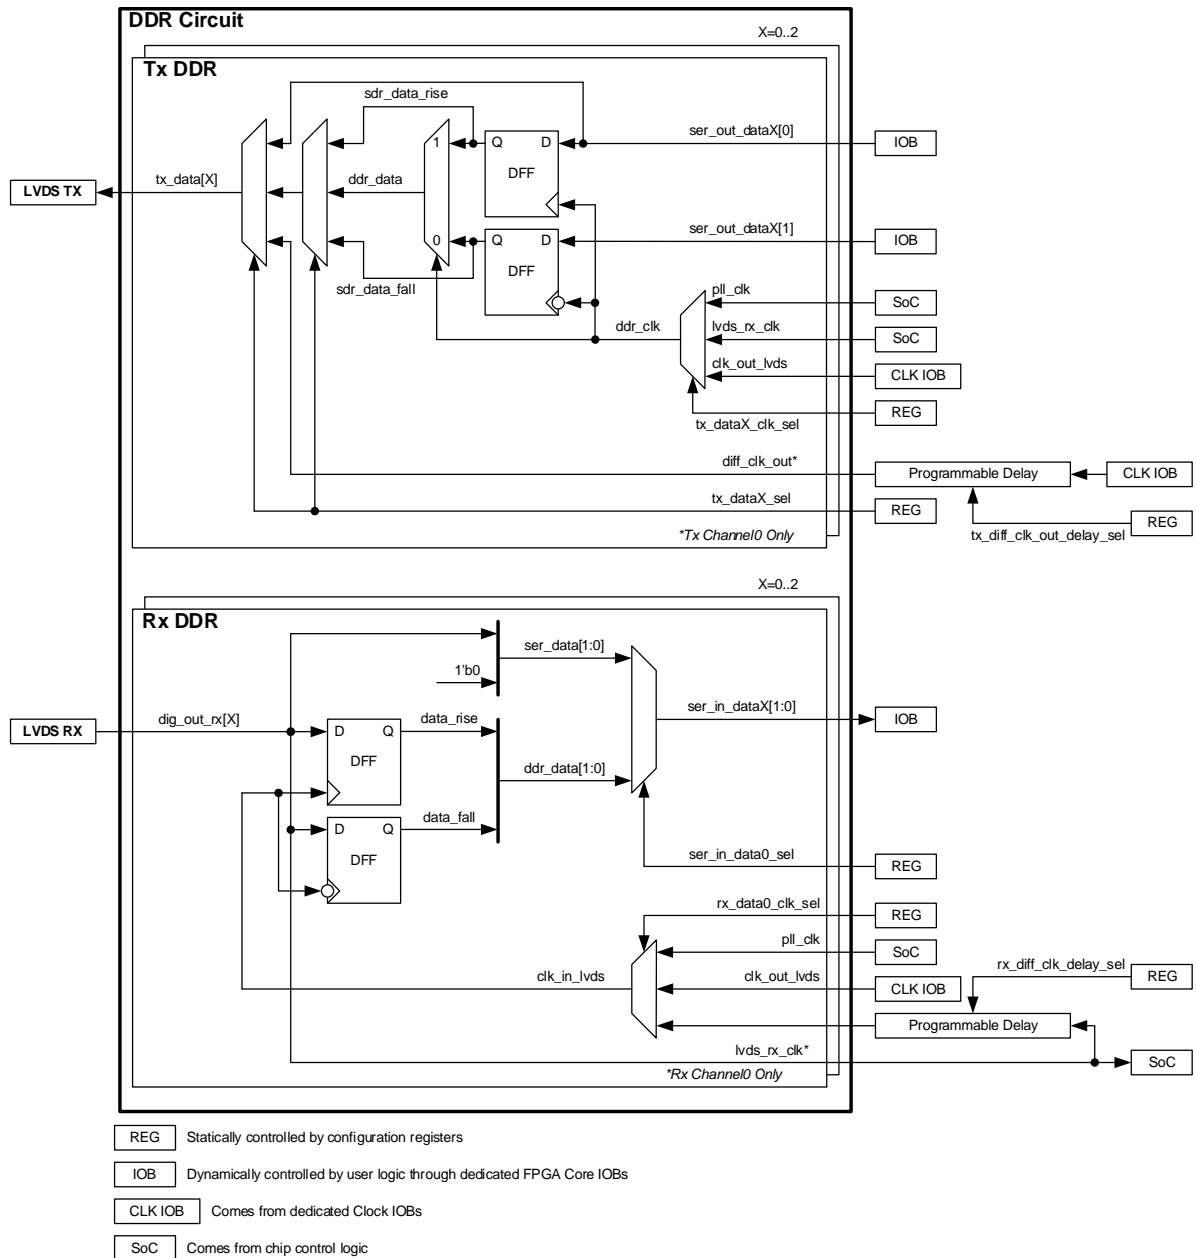 DDR Circuit
X=0..2
Tx DDR
sdr_data_rise
ser_out_dataX[0]
IOB
1
Q
D
DFF
LVDS TX
tx_data[X]
ddr_data
0
Q
D
DFF
ser_out_dataX[1]
IOB
sdr_data_fall
pll_clk
SoC
ddr_clk
lvds_rx_clk
SoC
clk_out_lvds
CLK IOB
REG
tx_dataX_clk_sel
diff_clk_out*
Programmable Delay
CLK IOB
tx_dataX_sel
REG
REG
tx_diff_clk_out_delay_sel
*Tx Channel0 Only
X=0..2
Rx DDR
ser_data[1:0]
1'b0
LVDS RX
dig_out_rx[X]
D
Q
DFF
data_rise
ser_in_dataX[1:0]
IOB
ddr_data[1:0]
D
Q
DFF
data_fall
ser_in_data0_sel
REG
rx_data0_clk_sel
REG
pll_clk
SoC
rx_diff_clk_delay_sel
REG
clk_in_lvds
clk_out_lvds
CLK IOB
Programmable Delay
lvds_rx_clk*
SoC
*Rx Channel0 Only
REG Statically controlled by configuration registers
IOB Dynamically controlled by user logic through dedicated FPGA Core IOBs
CLK IOB Comes from dedicated Clock IOBs
SoC Comes from chip control logic